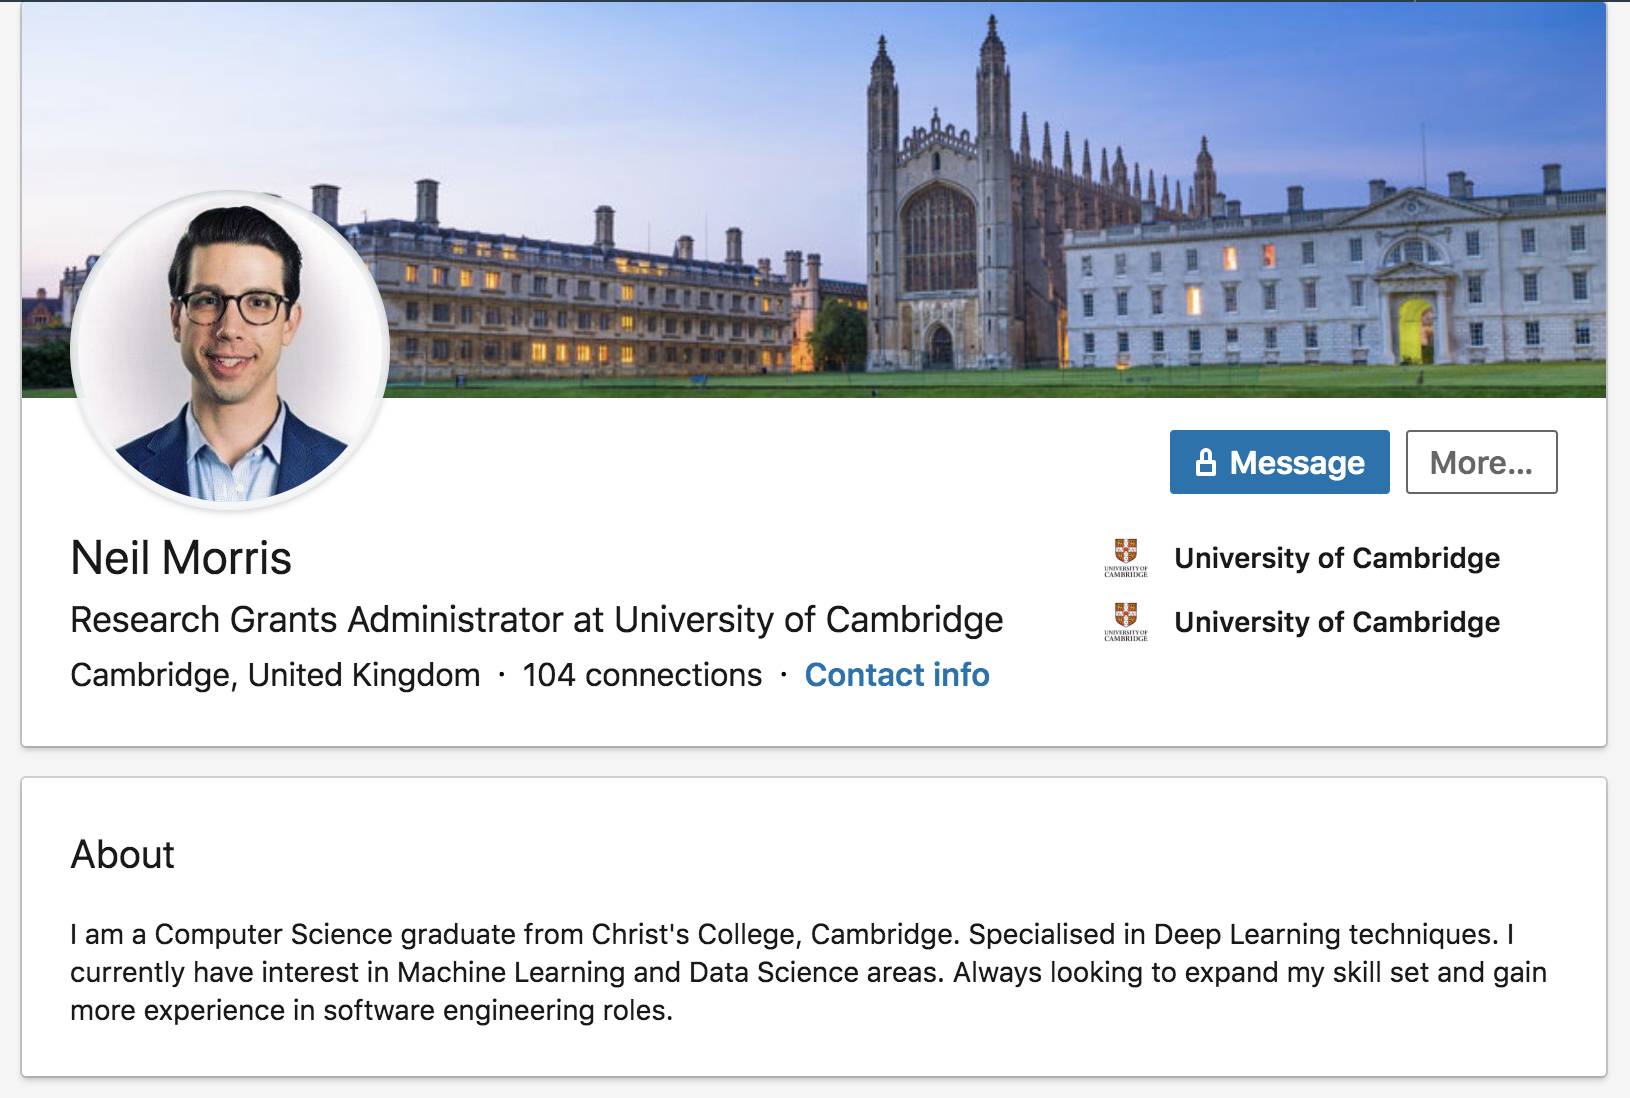 Message
More...
Neil Morris
Research Grants Administrator at University of Cambridge
Cambridge, United Kingdom · 104 connections · Contact info
UNIVERSITY OF
CAMBRIDGE
University of Cambridge
UNIVERSITY OF
CAMBRIDGE
University of Cambridge
About
I am a Computer Science graduate from Christ's College, Cambridge. Specialised in Deep Learning techniques. I
currently have interest in Machine Learning and Data Science areas. Always looking to expand my skill set and gain
more experience in software engineering roles.